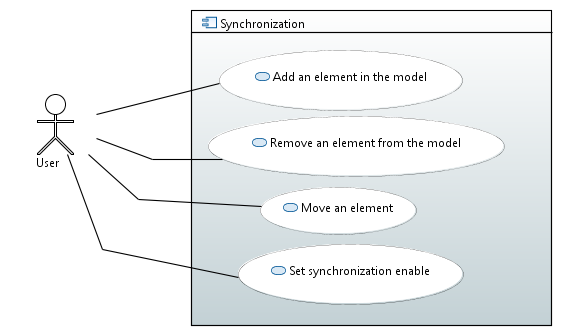 Synchronization
Add an element in the model
Remove an element from the model
User
Move an element
Set synchronization enable